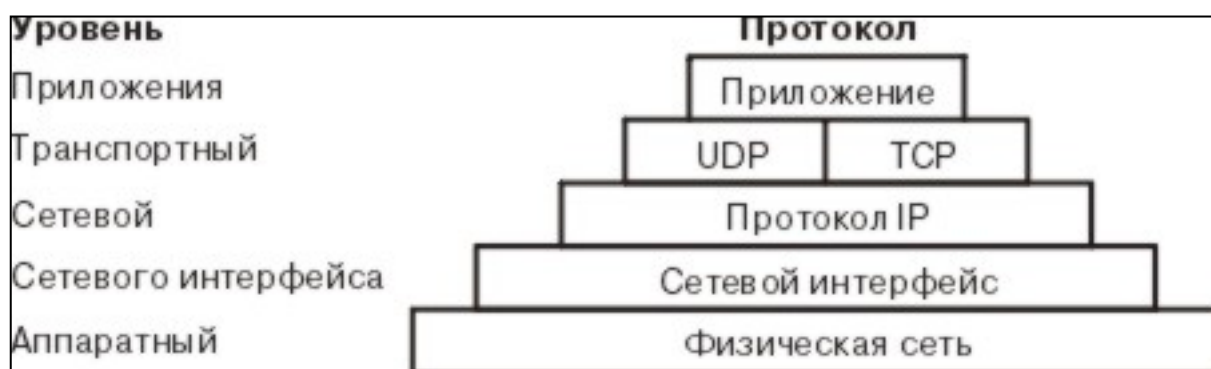 Уровень Протокол
Приложения Приложение
Транспортный UDP TCP
Сетевой Протокол IP
Сетевого интерфейса Сетевой интерфейс
Аппаратный Физическая сеть